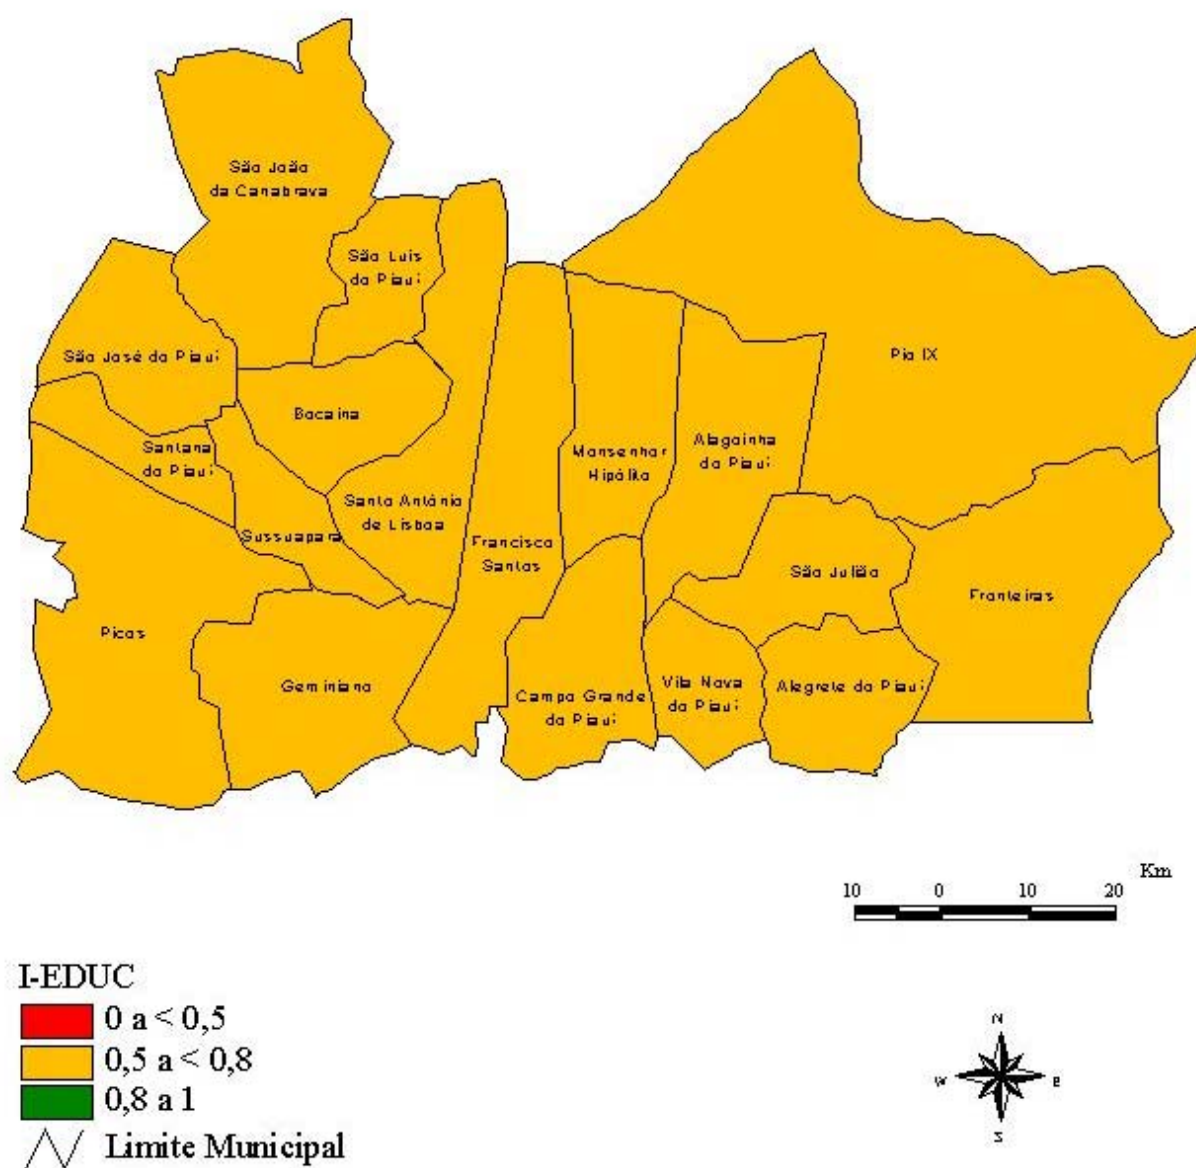 São João
da Canabrava
São Luis
do Piauí
São José do Piauí
Pio IX
Bocaina
Santana
do Piauí
Monsenhor
Hipólito
Alagoinha
do Piauí
Santo Antônio
de Lisboa
Sussuapara
Francisco
Santos
São Julião
Fronteiras
Picos
Geminiano
Campo Grande
do Piauí
Vila Nova
do Piauí
Alegrete do Piauí
Km
10 0 10 20
I-EDUC
0 a < 0,5
0,5 a < 0,8
0,8 a 1
Limite Municipal
N
W E
S